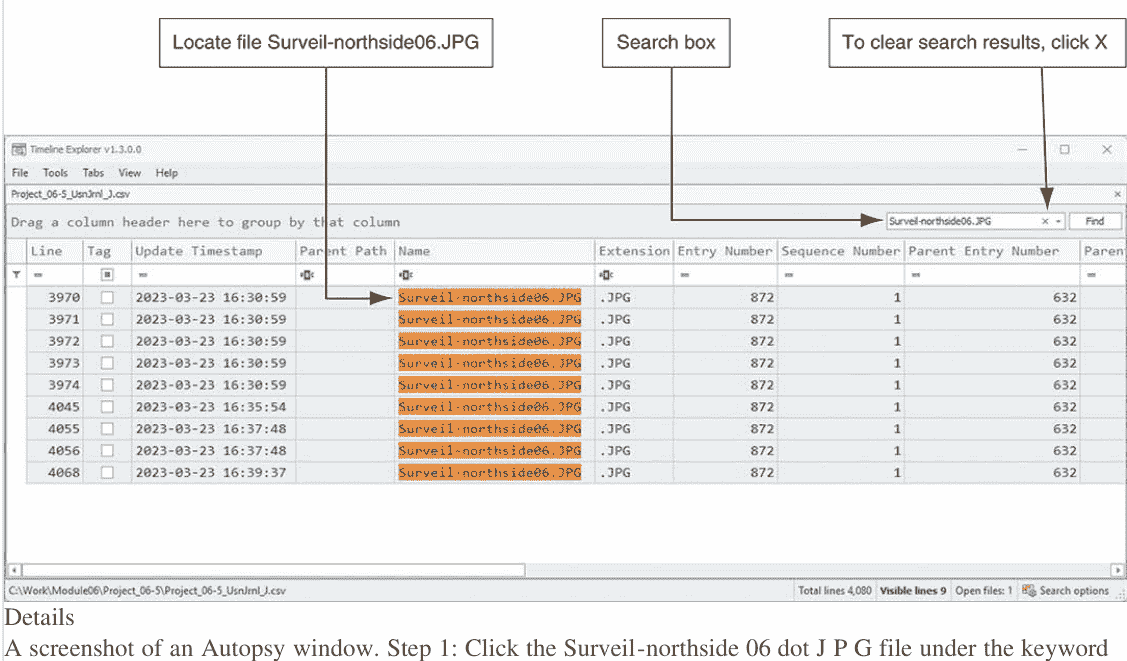 Locate file Surveil-northside06.JPG
Search box
To clear search results, click X
Timeline Explorer v1.3.0.0
File Tools Tabs View Help
Project_06-5_UsnJrnl_J.csv
Drag a column header here to group by that column
Surveil-northside06.JPG
Find
Line Tag Update Timestamp Parent Path Name Extension Entry Number Sequence Number Parent Entry Number Paren
3970 2023-03-23 16:30:59 Surveil-northside06.JPG .JPG 872 1 632
3971 2023-03-23 16:30:59 Surveil-northside06.JPG .JPG 872 1 632
3972 2023-03-23 16:30:59 Surveil-northside06.JPG .JPG 872 1 632
3973 2023-03-23 16:30:59 Surveil-northside06.JPG .JPG 872 1 632
3974 2023-03-23 16:30:59 Surveil-northside06.JPG .JPG 872 1 632
4045 2023-03-23 16:35:54 Surveil-northside06.JPG .JPG 872 1 632
4055 2023-03-23 16:37:48 Surveil-northside06.JPG .JPG 872 1 632
4056 2023-03-23 16:37:48 Surveil-northside06.JPG .JPG 872 1 632
4068 2023-03-23 16:39:37 Surveil-northside06.JPG .JPG 872 1 632
C:\Work\Module06\Project_06-5\Project_06-5_UsnJrnl_J.csv Total lines 4,080 Visible lines 9 Open files: 1 Search options
Details
A screenshot of an Autopsy window. Step 1: Click the Surveil-northside 06 dot J P G file under the keyword